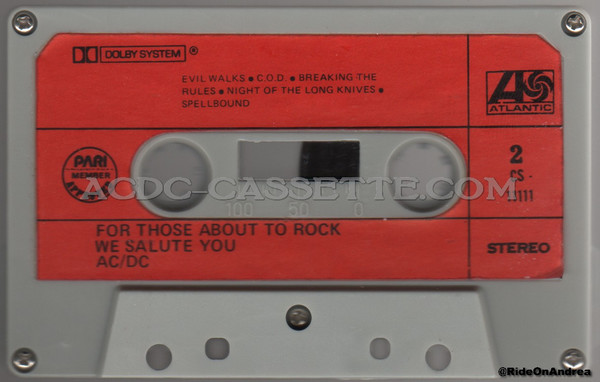 DOLBY SYSTEM ®
EVIL WALKS ● C.O.D. ● BREAKING THE
RULES ● NIGHT OF THE LONG KNIVES ●
SPELLBOUND
ATLANTIC
PARI
MEMBER
2
CS -
11111
ACDC-CASSETTE.COM
100 50 0
FOR THOSE ABOUT TO ROCK
WE SALUTE YOU
AC/DC
STEREO
@RideOnAndrea